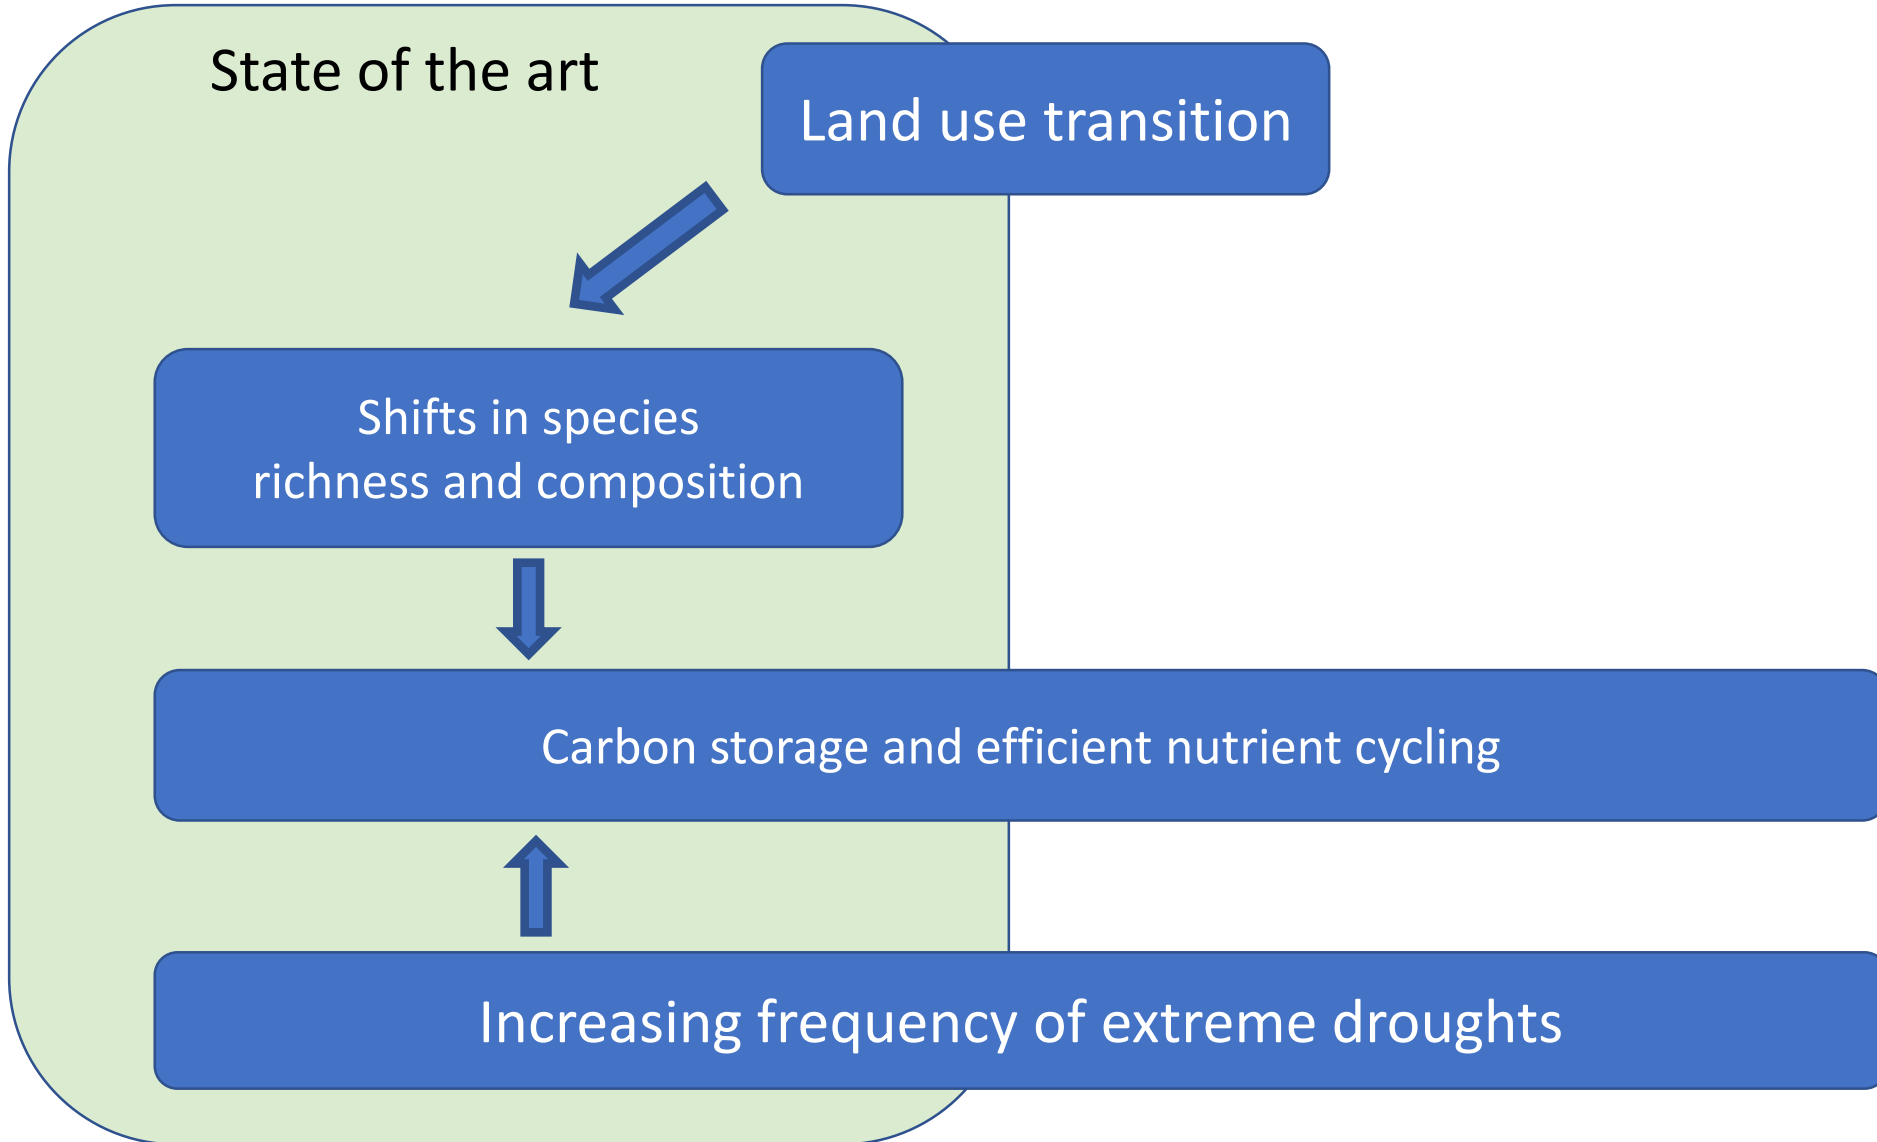 State of the art
Land use transition
Shifts in species
richness and composition
Carbon storage and efficient nutrient cycling
Increasing frequency of extreme droughts